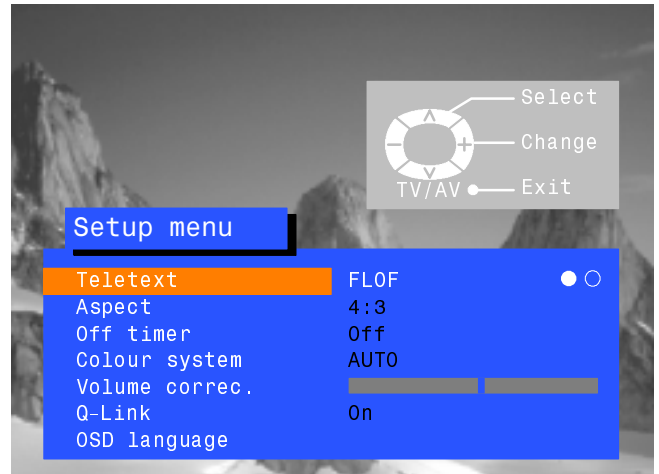 Select
Change
TV/AV Exit
Setup menu
Teletext FLOF
Aspect 4:3
Off timer Off
Colour system AUTO
Volume correc.
Q-Link On
OSD language